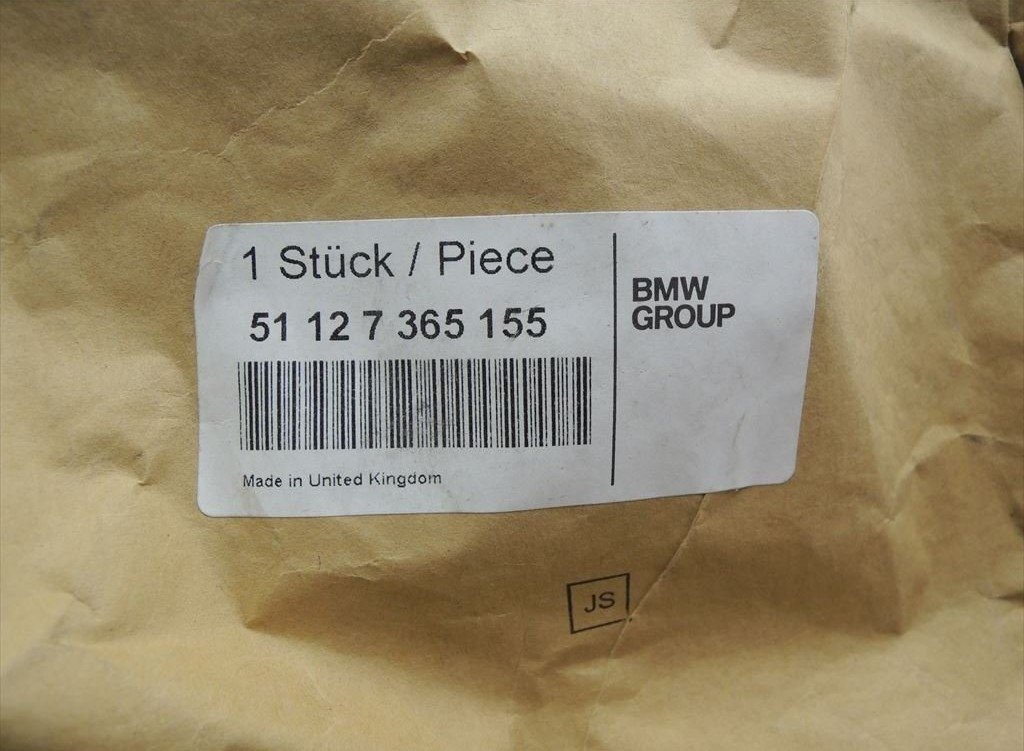 1 Stück / Piece
51 12 7 365 155
Made in United Kingdom
BMW
GROUP
JS